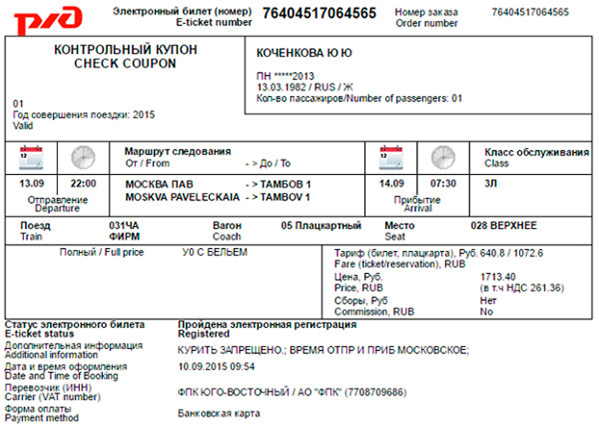 РЖД
Электронный билет (номер) 76404517064565 Номер заказа 76404517064565
E-ticket number Order number
КОНТРОЛЬНЫЙ КУПОН
CHECK COUPON
01
Год совершения поездки: 2015
Valid
КОЧЕНКОВА Ю Ю
ПН *****2013
13.03.1982 / RUS / Ж
Кол-во пассажиров/Number of passengers: 01
12 Маршрут следования 12 Класс обслуживания
От / From - > До / To Class
13.09 22:00 МОСКВА ПАВ - > ТАМБОВ 1 14.09 07:30 3Л
Отправление MOSKVA PAVELECKAIA - > TAMBOV 1 Прибытие
Departure Arrival
Поезд 031ЧА Вагон 05 Плацкартный Место 028 ВЕРХНЕЕ
Train ФИРМ Coach Seat
Полный / Full price У0 С БЕЛЬЕМ
Тариф (билет, плацкарта), Руб. 640.8 / 1072.6
Fare (ticket/reservation), RUB
Цена, Руб. 1713.40
Price, RUB (в т.ч НДС 261.36)
Сборы, Руб Нет
Commission, RUB No
Статус электронного билета Пройдена электронная регистрация
E-ticket status Registered
Дополнительная информация
Additional information КУРИТЬ ЗАПРЕЩЕНО.; ВРЕМЯ ОТПР И ПРИБ МОСКОВСКОЕ;
Дата и время оформления
Date and Time of Booking 10.09.2015 09:54
Перевозчик (ИНН)
Carrier (VAT number) ФПК ЮГО-ВОСТОЧНЫЙ / АО "ФПК" (7708709686)
Форма оплаты
Payment method Банковская карта